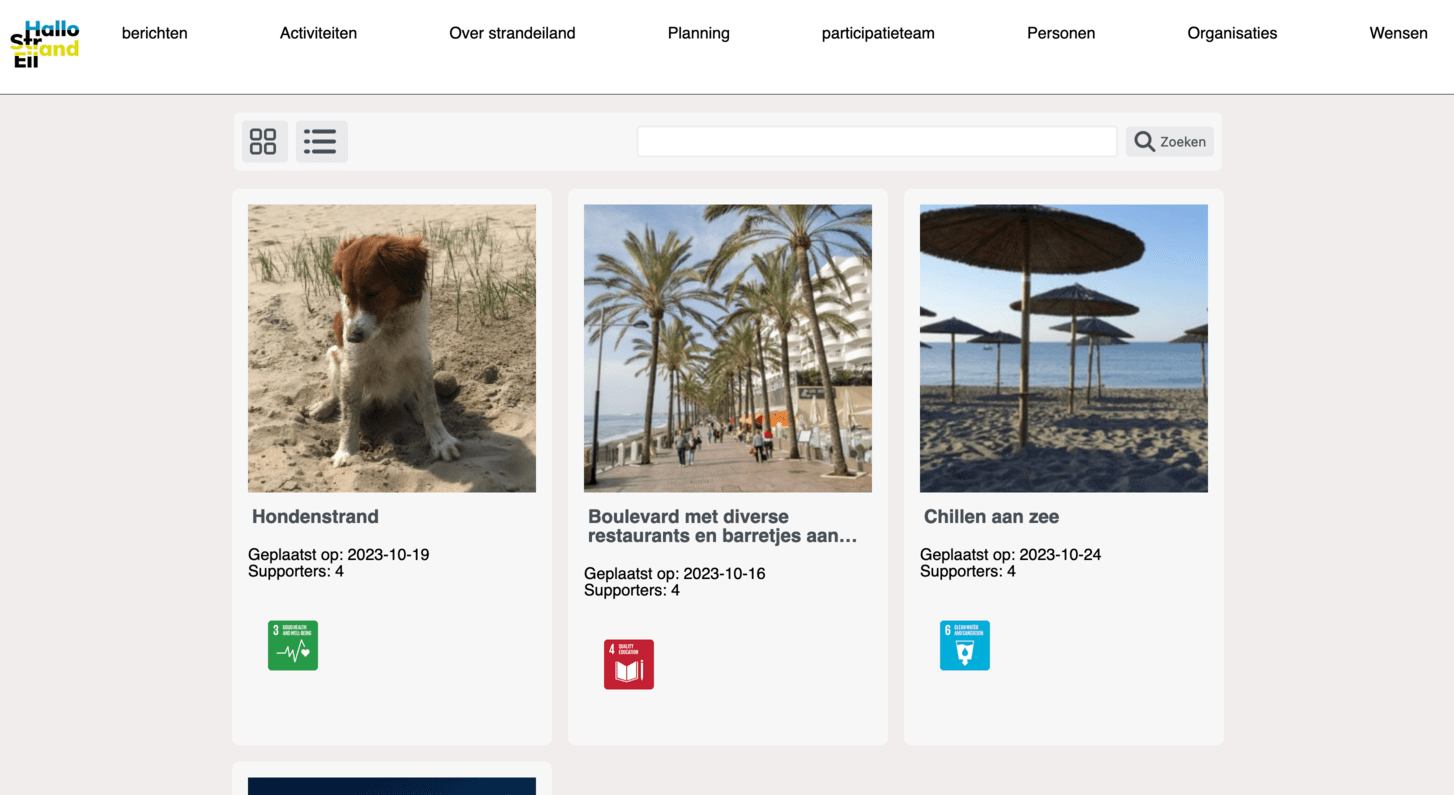 Hallo
Str
and
Eil
berichten
Activiteiten
Over strandeiland
Planning
participatieteam
Personen
Organisaties
Wensen
Zoeken
Hondenstrand
Geplaatst op: 2023-10-19
Supporters: 4
3 GOOD HEALTH
AND WELL-BEING
Boulevard met diverse
restaurants en barretjes aan...
Geplaatst op: 2023-10-16
Supporters: 4
4 QUALITY
EDUCATION
Chillen aan zee
Geplaatst op: 2023-10-24
Supporters: 4
6 CLEAN WATER
AND SANITATION